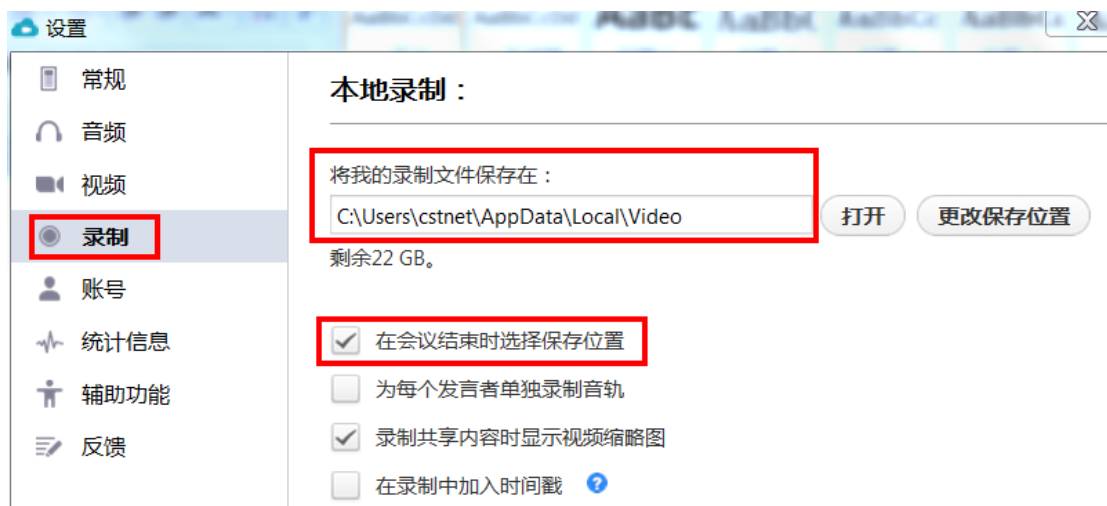 设置
常规
音频
视频
录制
账号
统计信息
辅助功能
反馈
本地录制：
将我的录制文件保存在：
C:\Users\cstnet\AppData\Local\Video
打开
更改保存位置
剩余22 GB。
在会议结束时选择保存位置
为每个发言者单独录制音轨
录制共享内容时显示视频缩略图
在录制中加入时间戳